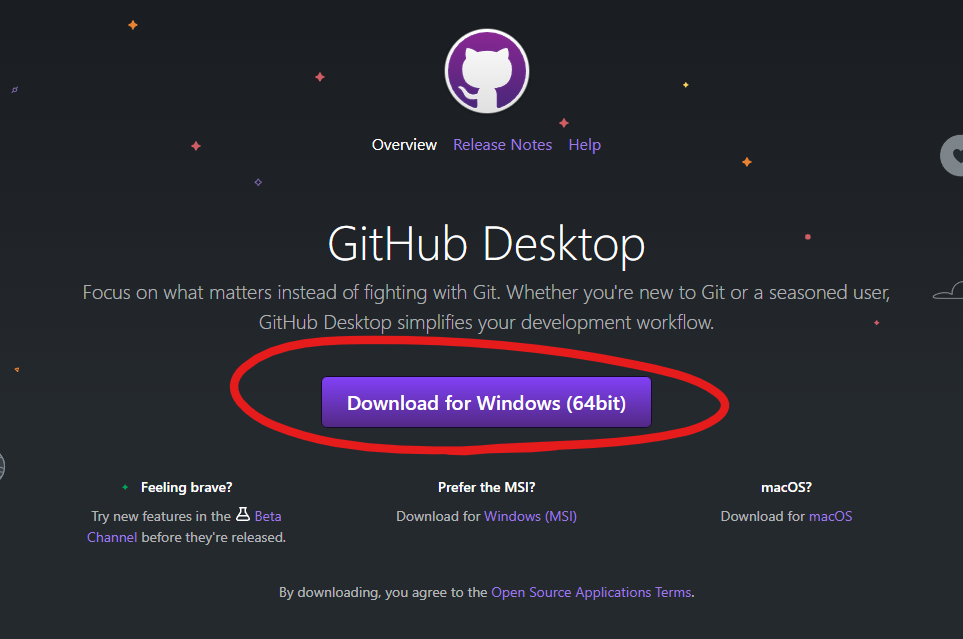 Overview Release Notes Help
GitHub Desktop
Focus on what matters instead of fighting with Git. Whether you're new to Git or a seasoned user,
GitHub Desktop simplifies your development workflow.
Download for Windows (64bit)
Feeling brave?
Try new features in the Beta
Channel before they're released.
Prefer the MSI?
Download for Windows (MSI)
macOS?
Download for macOS
By downloading, you agree to the Open Source Applications Terms.